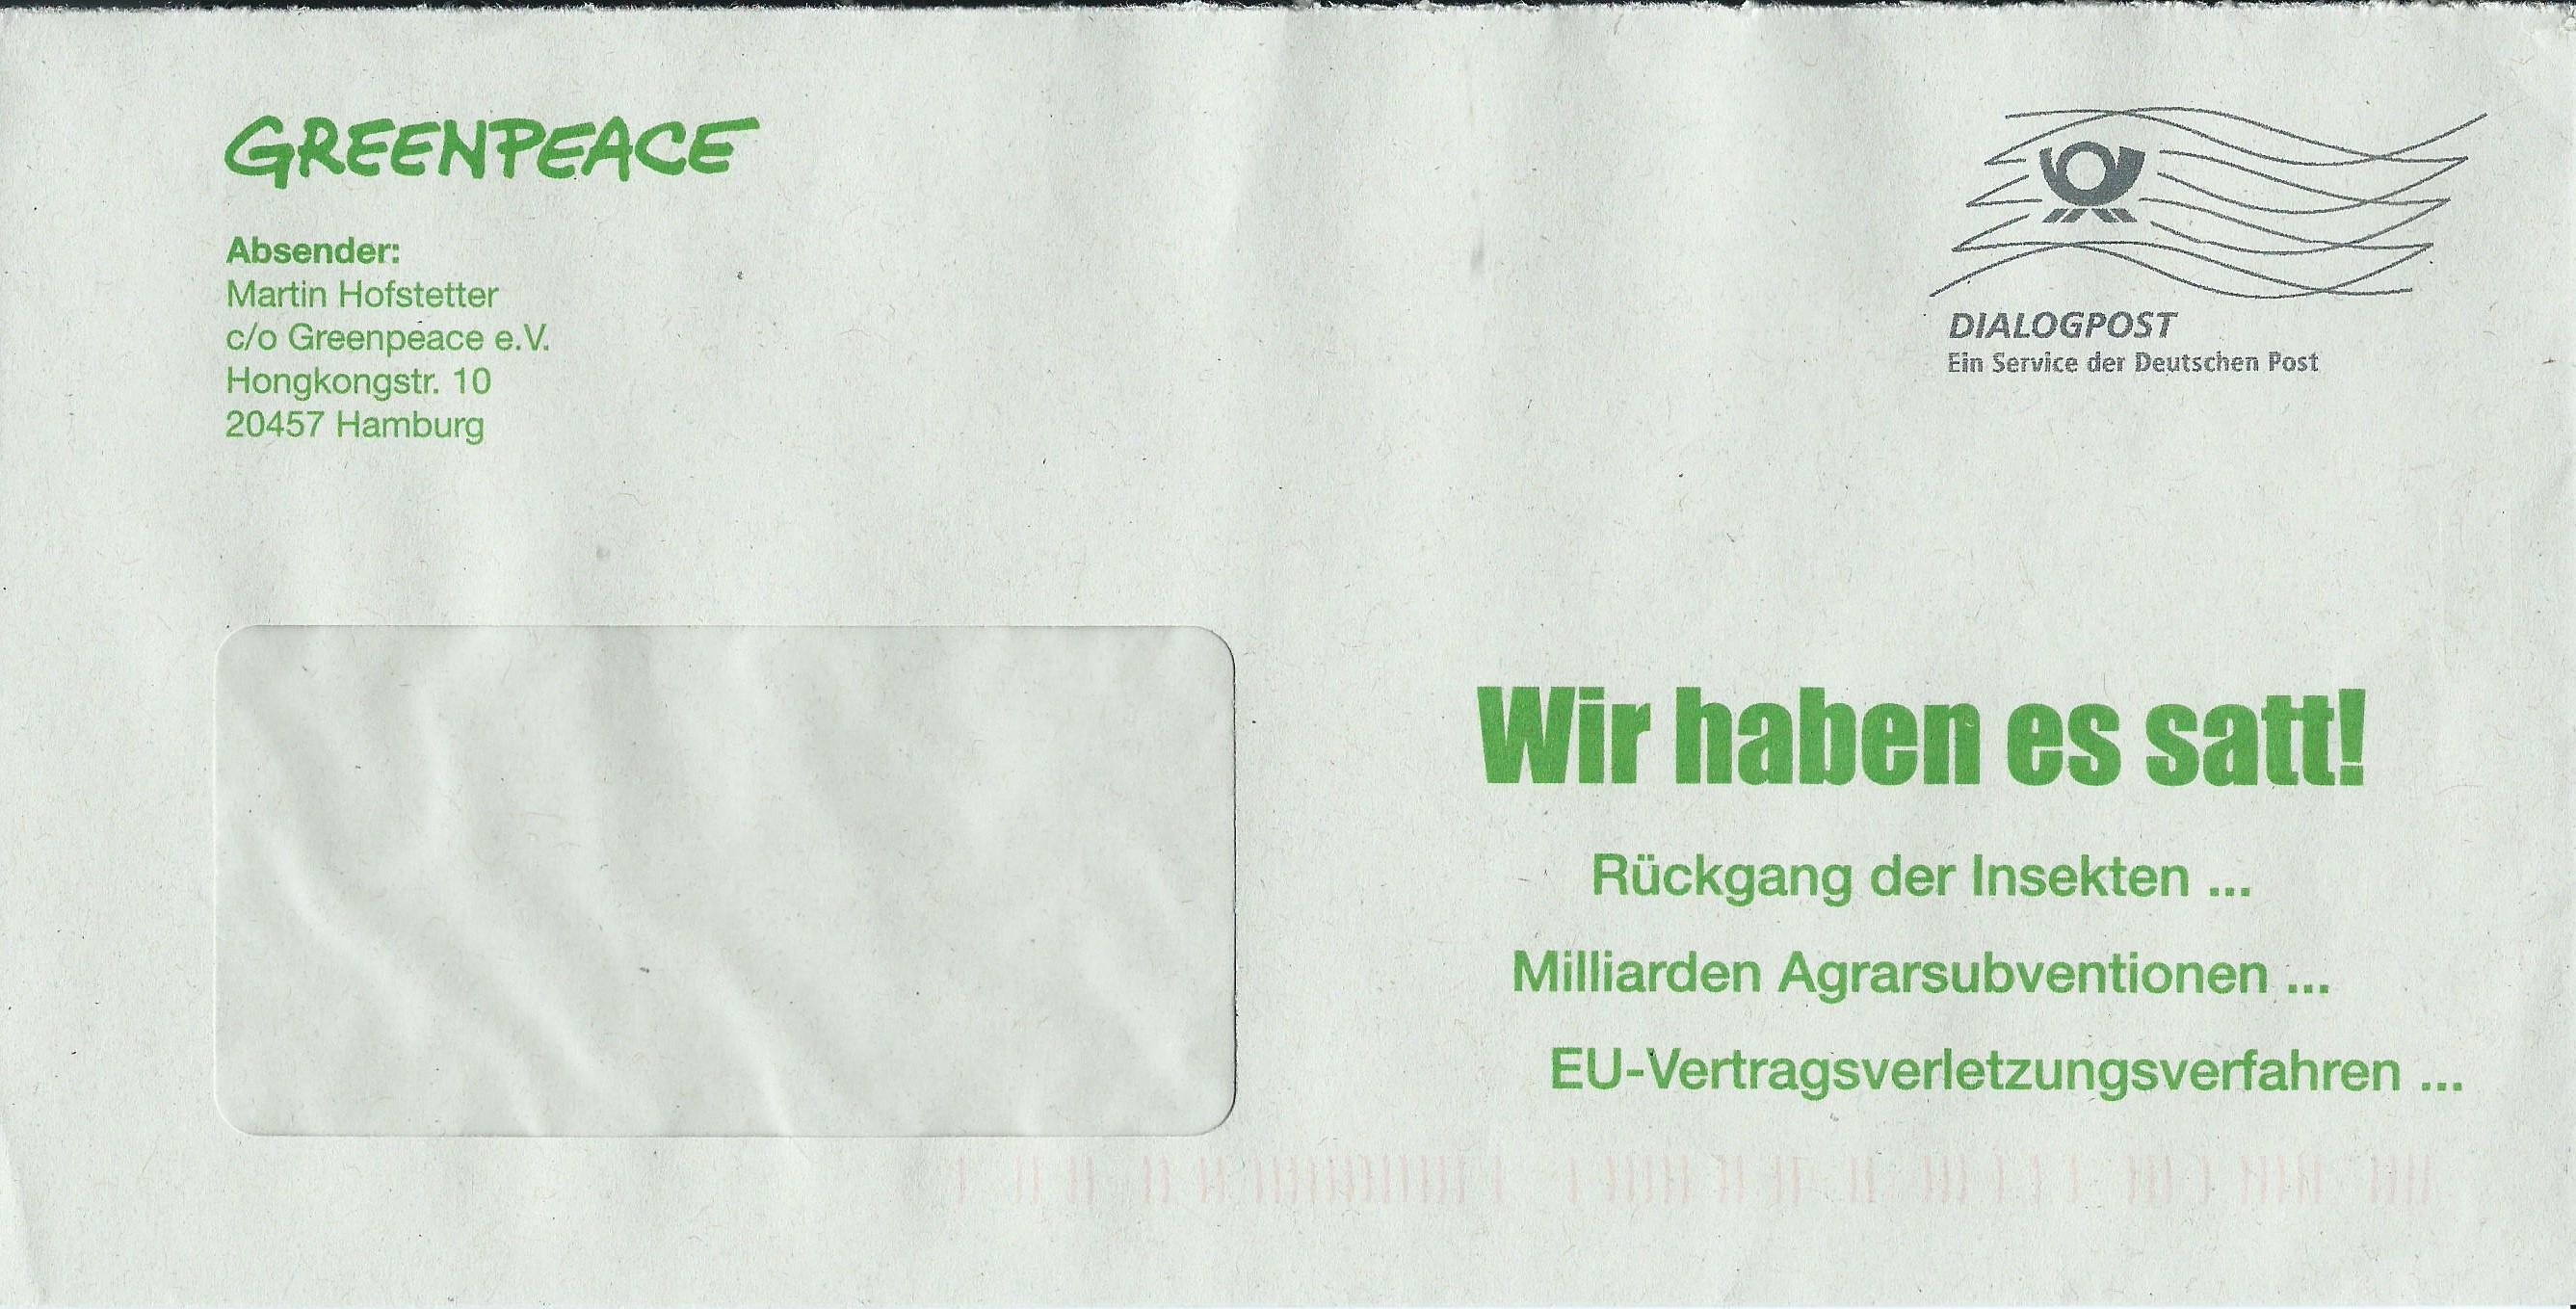 GREENPEACE
Absender:
Martin Hofstetter
c/o Greenpeace e.V.
Hongkongstr. 10
20457 Hamburg
DIALOGPOST
Ein Service der Deutschen Post
Wir haben es satt!
Rückgang der Insekten ...
Milliarden Agrarsubventionen ...
EU-Vertragsverletzungsverfahren ...